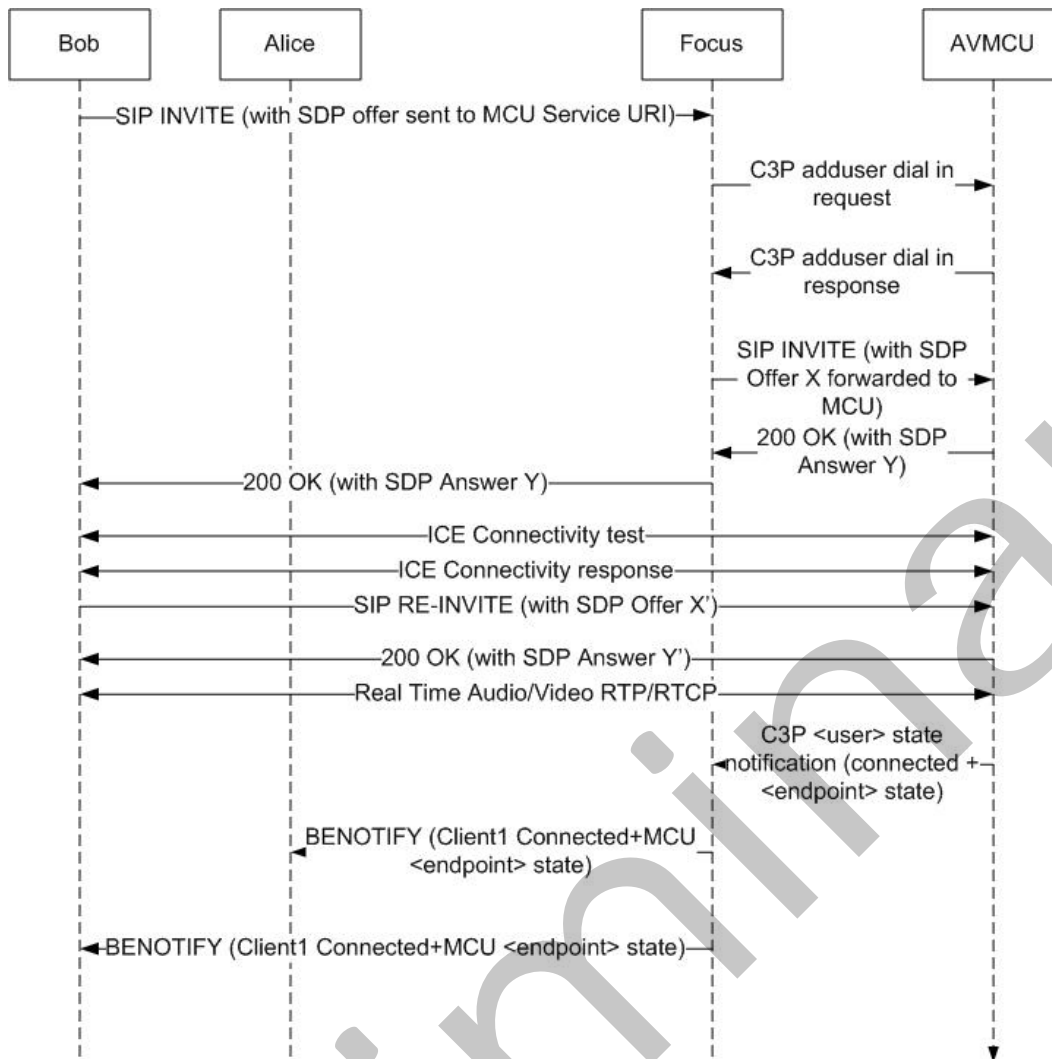 Bob
Alice
Focus
AVMCU
SIP INVITE (with SDP offer sent to MCU Service URI)
C3P adduser dial in
request
C3P adduser dial in
response
SIP INVITE (with SDP
Offer X forwarded to
MCU)
200 OK (with SDP
Answer Y)
200 OK (with SDP Answer Y)
ICE Connectivity test
ICE Connectivity response
SIP RE-INVITE (with SDP Offer X’)
200 OK (with SDP Answer Y’)
Real Time Audio/Video RTP/RTCP
C3P <user> state
notification (connected +
<endpoint> state)
BENOTIFY (Client1 Connected+MCU
<endpoint> state)
BENOTIFY (Client1 Connected+MCU <endpoint> state)